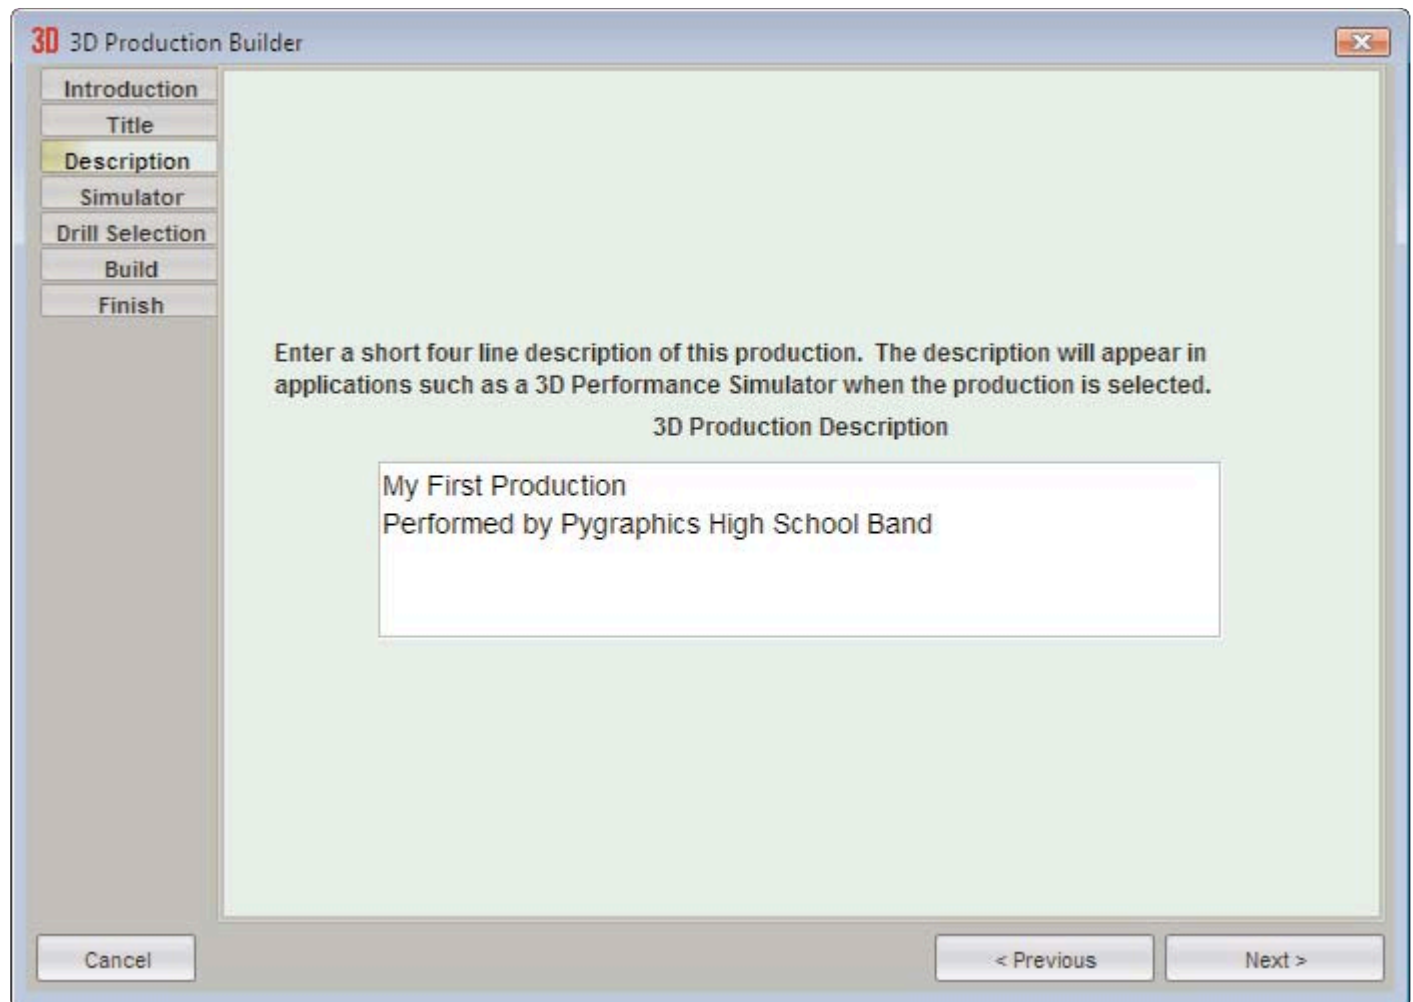 3D 3D Production Builder
Introduction
Title
Description
Simulator
Drill Selection
Build
Finish
Enter a short four line description of this production.  The description will appear in
applications such as a 3D Performance Simulator when the production is selected.
3D Production Description
My First Production
Performed by Pygraphics High School Band
Cancel
< Previous
Next >